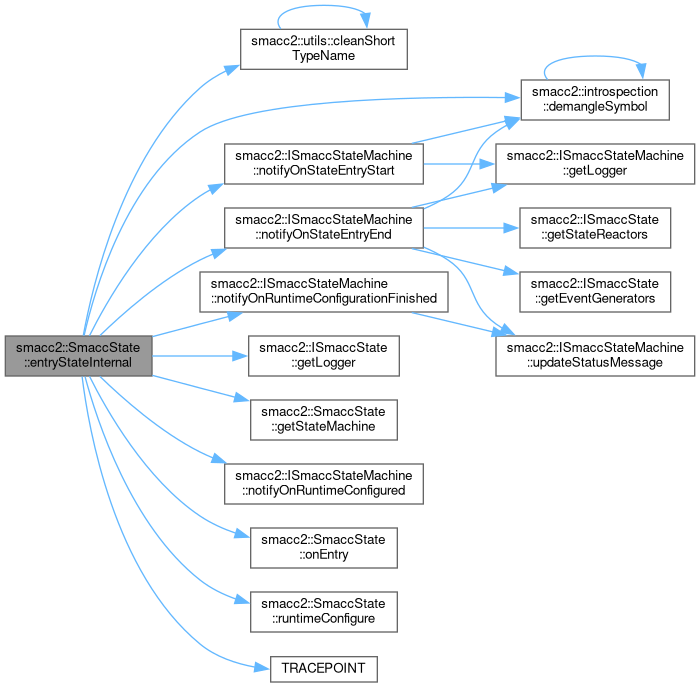 smacc2::utils::cleanShort
TypeName
smacc2::introspection
::demangleSymbol
smacc2::ISmaccStateMachine
::notifyOnStateEntryStart
smacc2::ISmaccStateMachine
::getLogger
smacc2::ISmaccStateMachine
::notifyOnStateEntryEnd
smacc2::ISmaccState
::getStateReactors
smacc2::ISmaccStateMachine
::notifyOnRuntimeConfigurationFinished
smacc2::ISmaccState
::getEventGenerators
smacc2::SmaccState
::entryStateInternal
smacc2::ISmaccState
::getLogger
smacc2::ISmaccStateMachine
::updateStatusMessage
smacc2::SmaccState
::getStateMachine
smacc2::ISmaccStateMachine
::notifyOnRuntimeConfigured
smacc2::SmaccState
::onEntry
smacc2::SmaccState
::runtimeConfigure
TRACEPOINT